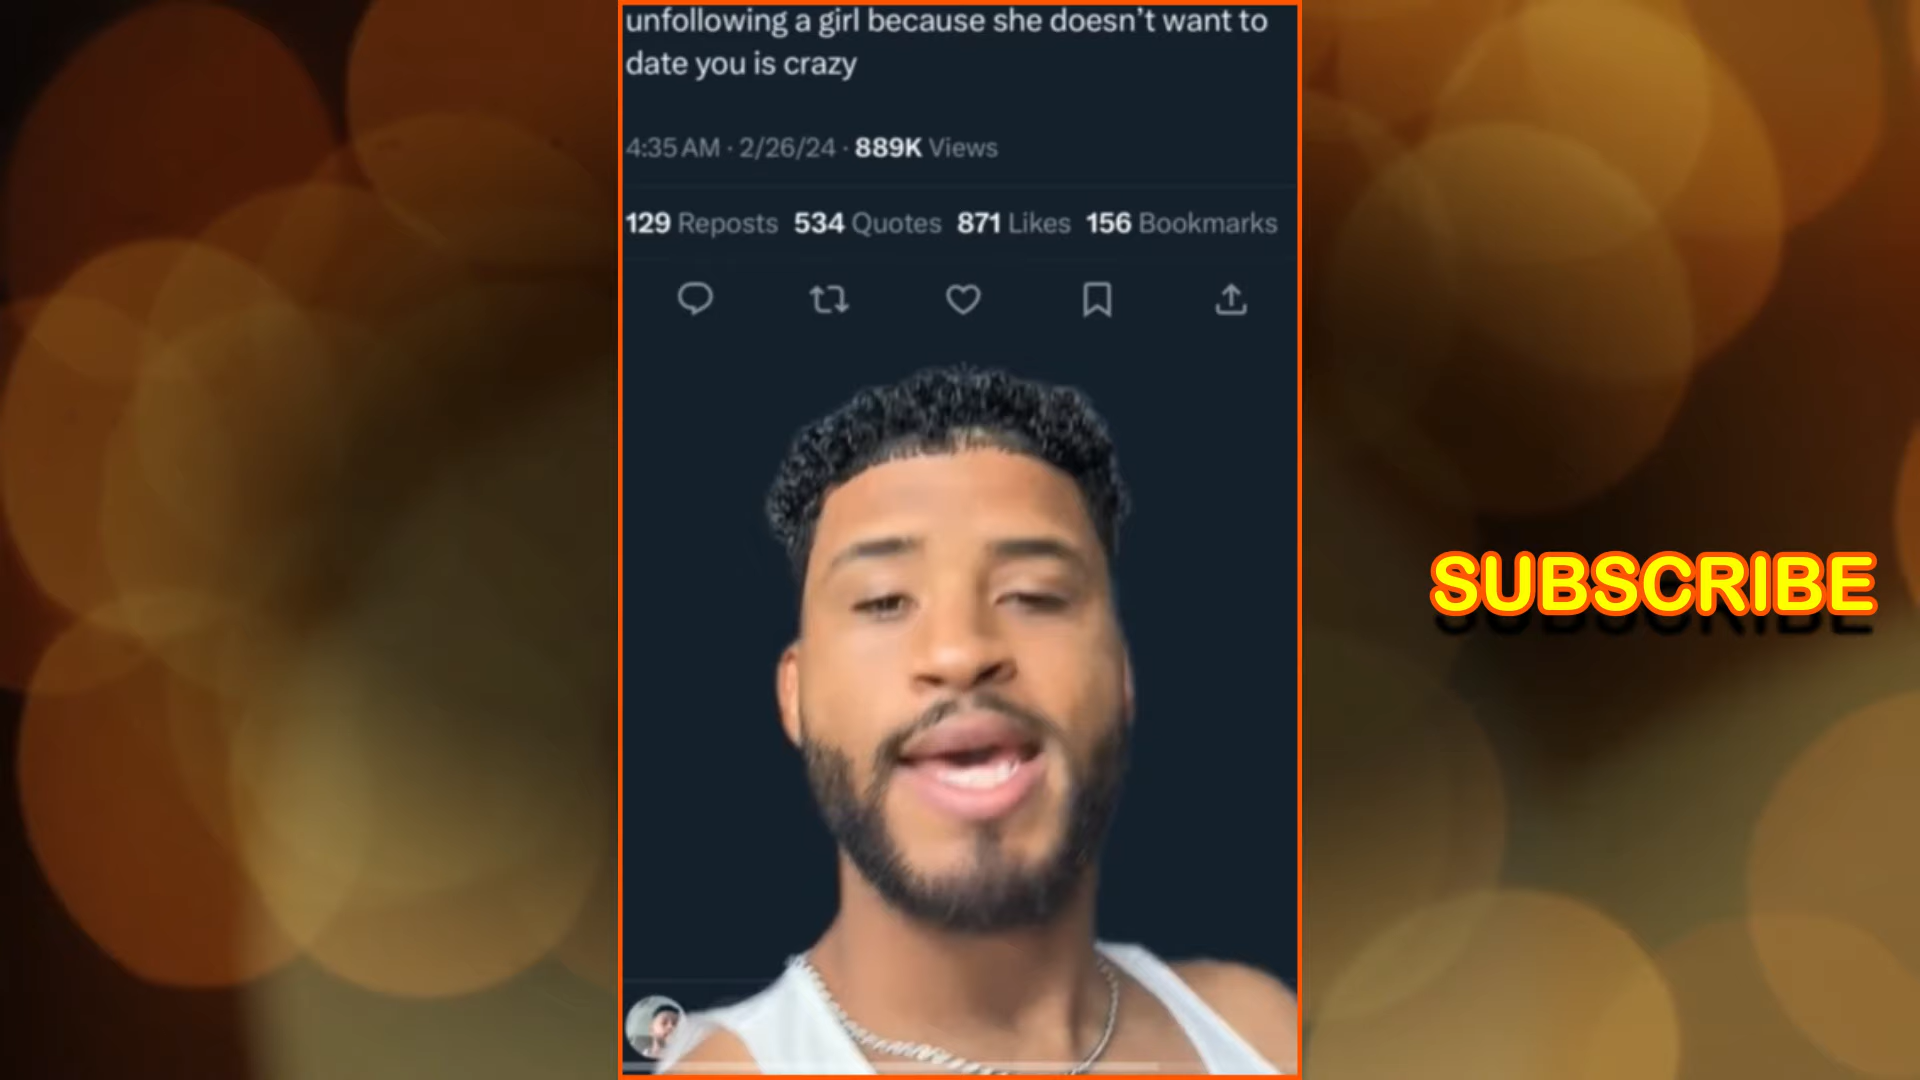 unfollowing a girl because she doesn’t want to
date you is crazy
4:35 AM · 2/26/24 · 889K Views
129 Reposts 534 Quotes 871 Likes 156 Bookmarks
SUBSCRIBE